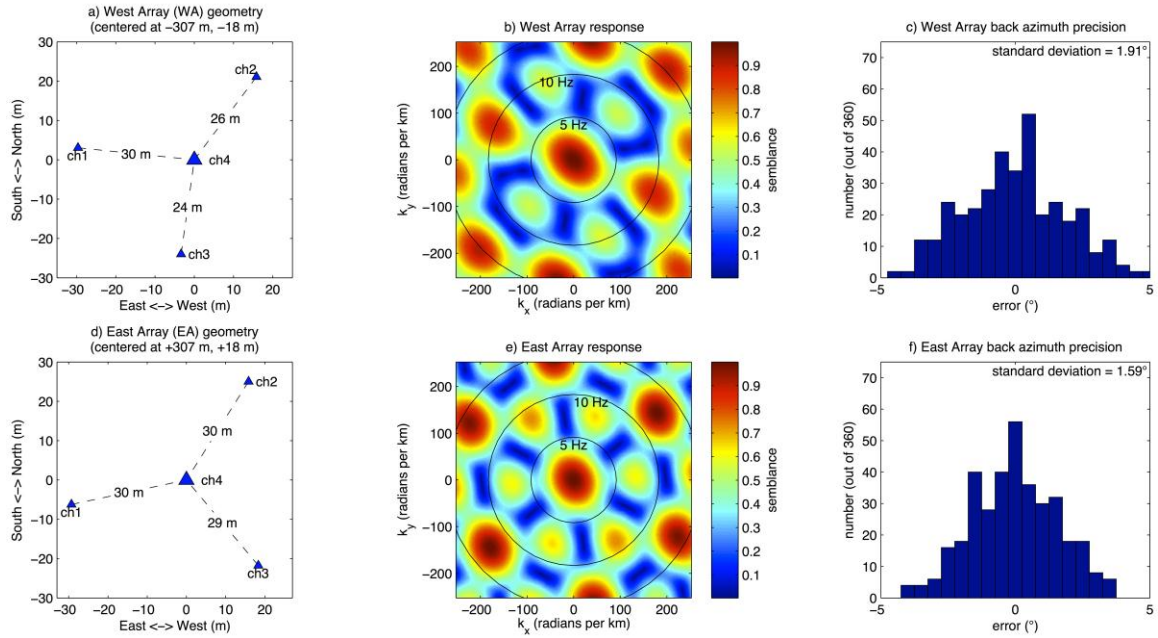 a) West Array (WA) geometry
(centered at −307 m, −18 m)
30
20
10
0
−10
−20
−30
South <−> North (m)
ch2
26 m
ch1
30 m
ch4
24 m
ch3
−30 −20 −10 0 10 20
East <−> West (m)
b) West Array response
200
100
0
−100
−200
k_y (radians per km)
10 Hz
5 Hz
−200 −100 0 100 200
k_x (radians per km)
0.9
0.8
0.7
0.6
0.5
0.4
0.3
0.2
0.1
semblance
c) West Array back azimuth precision
standard deviation = 1.91°
70
60
50
40
30
20
10
0
number (out of 360)
−5 0 5
error (°)
d) East Array (EA) geometry
(centered at +307 m, +18 m)
30
20
10
0
−10
−20
−30
South <−> North (m)
ch2
30 m
ch4
30 m
ch1
29 m
ch3
−30 −20 −10 0 10 20
East <−> West (m)
e) East Array response
200
100
0
−100
−200
k_y (radians per km)
10 Hz
5 Hz
−200 −100 0 100 200
k_x (radians per km)
0.9
0.8
0.7
0.6
0.5
0.4
0.3
0.2
0.1
semblance
f) East Array back azimuth precision
standard deviation = 1.59°
70
60
50
40
30
20
10
0
number (out of 360)
−5 0 5
error (°)